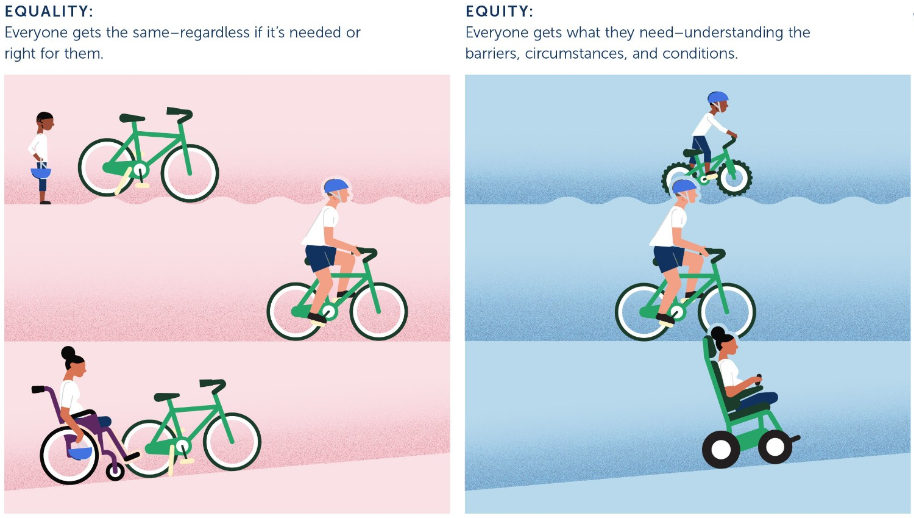 EQUALITY:
Everyone gets the same–regardless if it's needed or
right for them.
EQUITY:
Everyone gets what they need–understanding the
barriers, circumstances, and conditions.